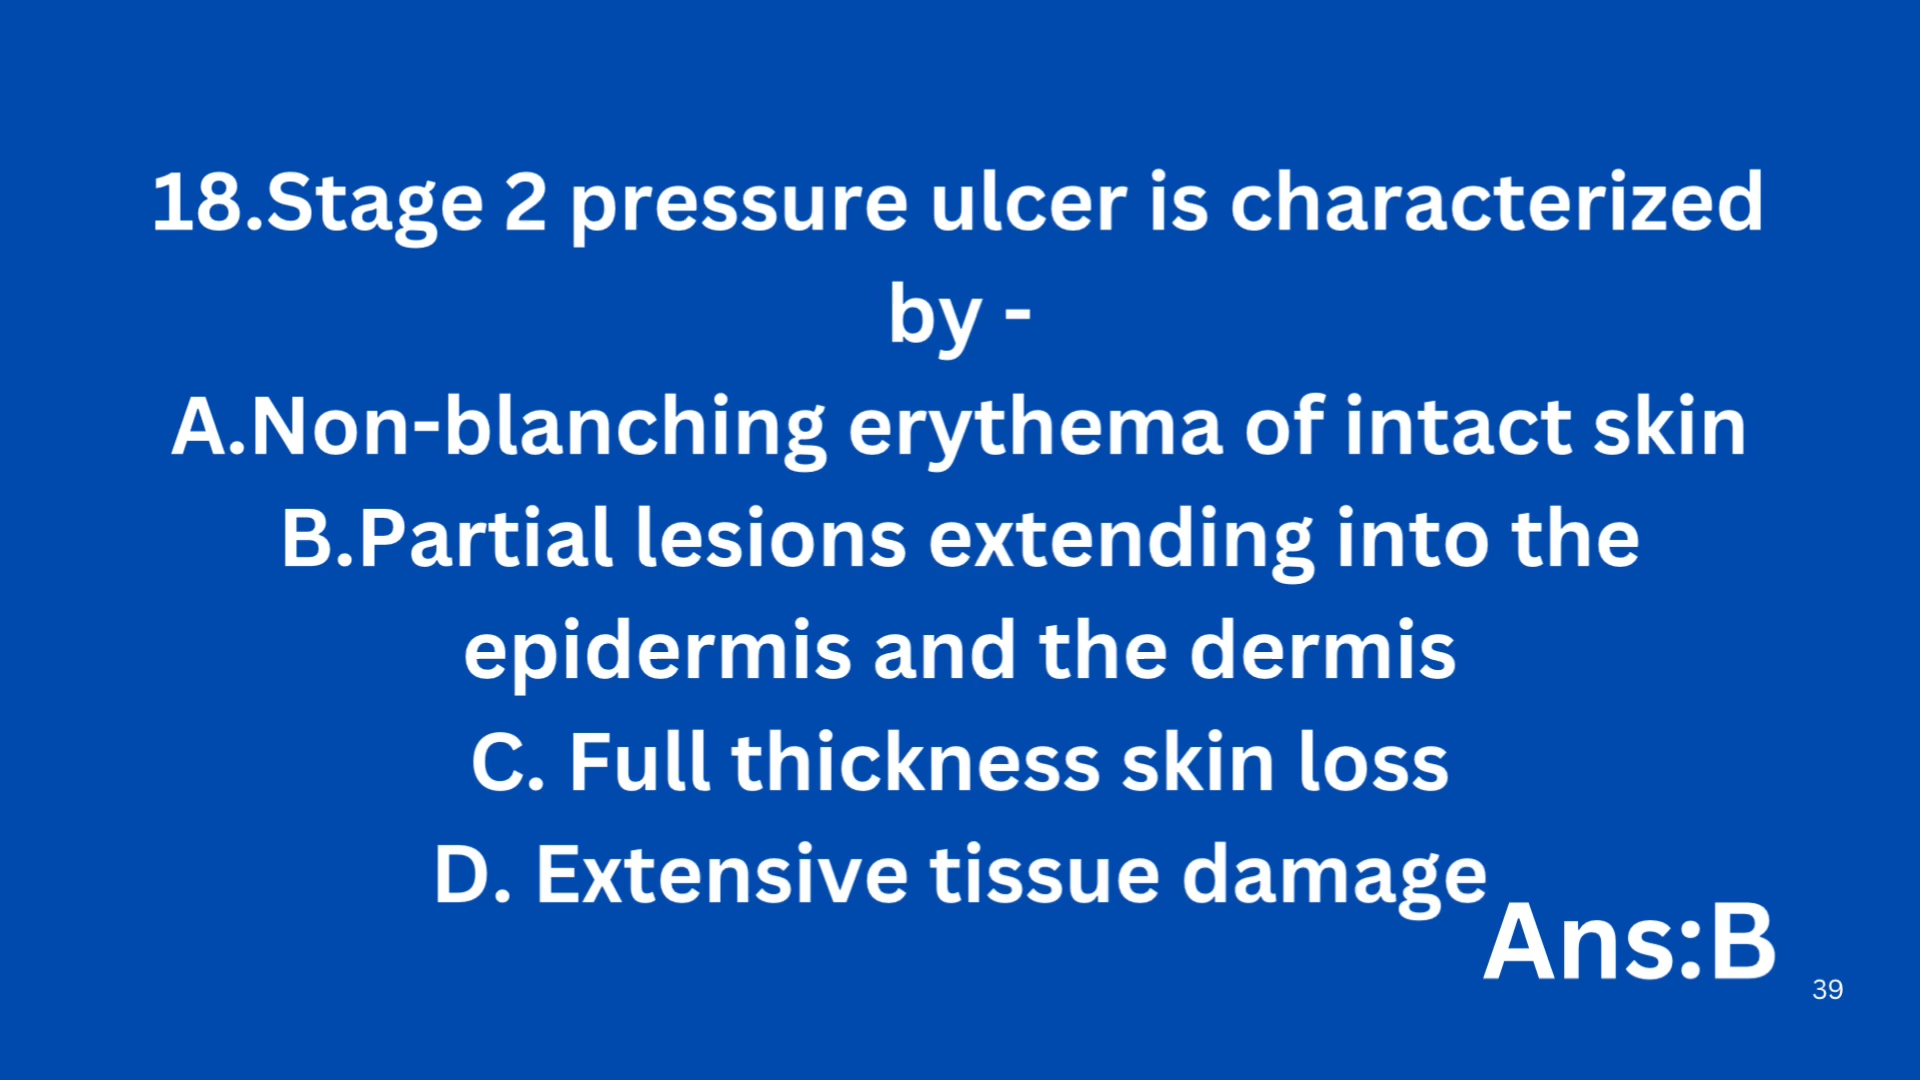 18.Stage 2 pressure ulcer is characterized
by -
A.Non-blanching erythema of intact skin
B.Partial lesions extending into the
epidermis and the dermis
C. Full thickness skin loss
D. Extensive tissue damage
Ans:B
39